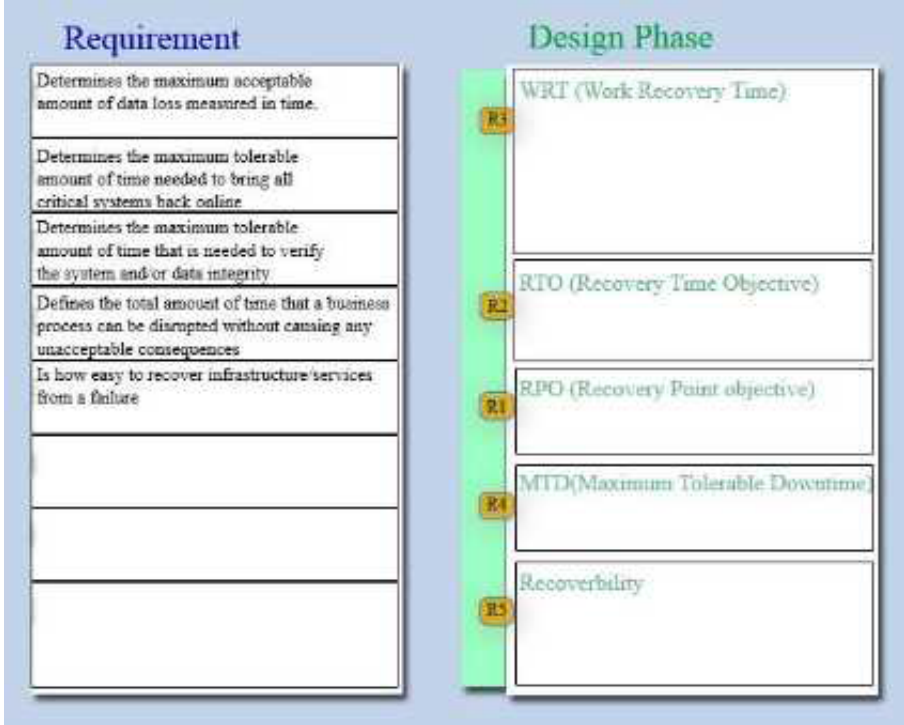 Requirement
Determines the maximum acceptable
amount of data loss measured in time.
Determines the maximum tolerable
amount of time needed to bring all
critical systems back online
Determines the maximum tolerable
amount of time that is needed to verify
the system and/or data integrity
Defines the total amount of time that a business
process can be disrupted without causing any
unacceptable consequences
Is how easy to recover infrastructure/services
from a failure
Design Phase
R3
WRT (Work Recovery Time)
R2
RTO (Recovery Time Objective)
R1
RPO (Recovery Point objective)
R4
MTD(Maximum Tolerable Downtime)
R5
Recoverbility